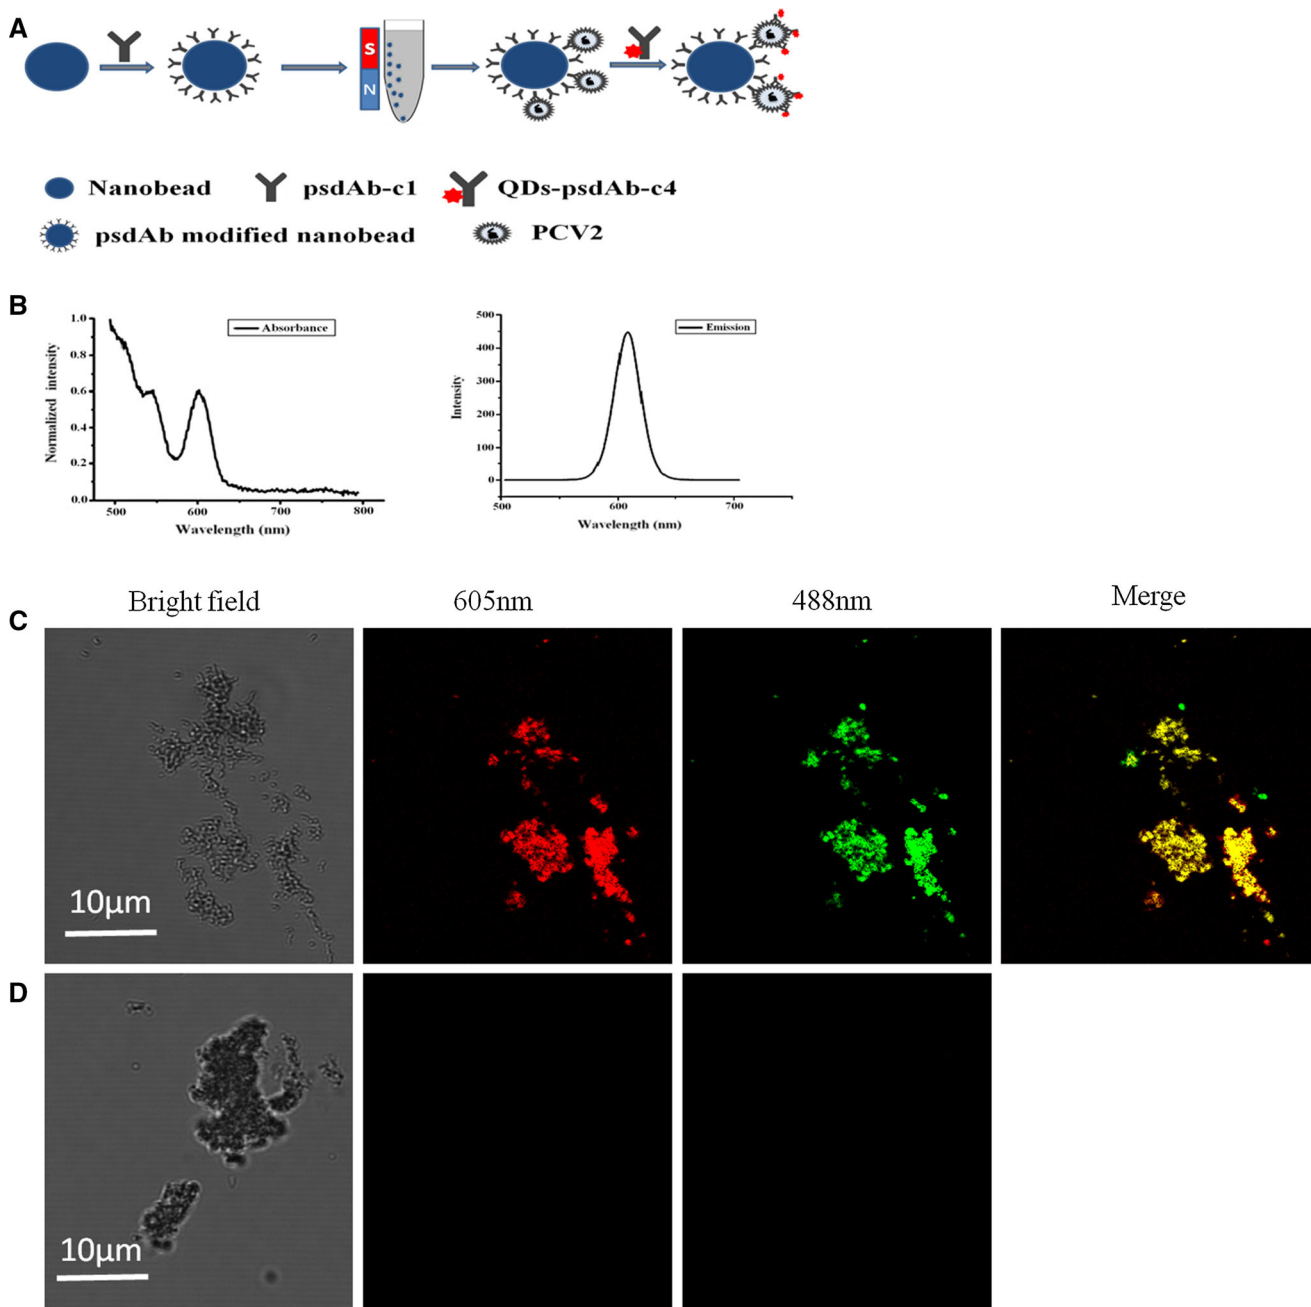 A
S
N
Nanobead psdAb-c1 QDs-psdAb-c4
psdAb modified nanobead PCV2
B
1.0
0.8
0.6
0.4
0.2
0.0
Normalized intensity
Absorbance
500 600 700 800
Wavelength (nm)
500
400
300
200
100
0
Intensity
Emission
500 600 700
Wavelength (nm)
Bright field 605nm 488nm Merge
C
10μm
D
10μm